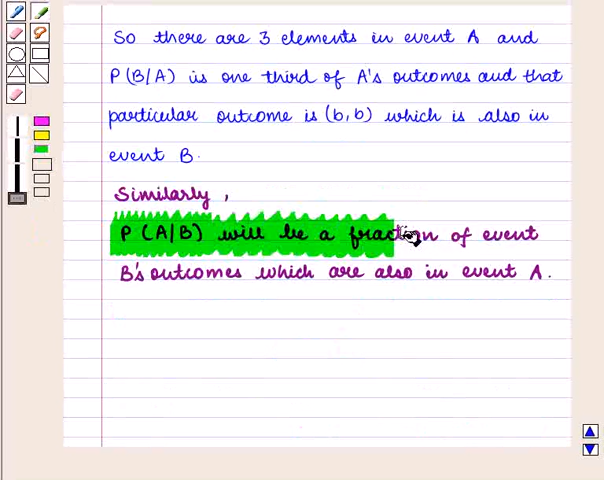 So there are 3 elements in event A and
P(B/A) is one third of A's outcomes and that
particular outcome is (b,b) which is also in
event B.
Similarly,
P(A/B) will be a fraction of event
B's outcomes which are also in event A.